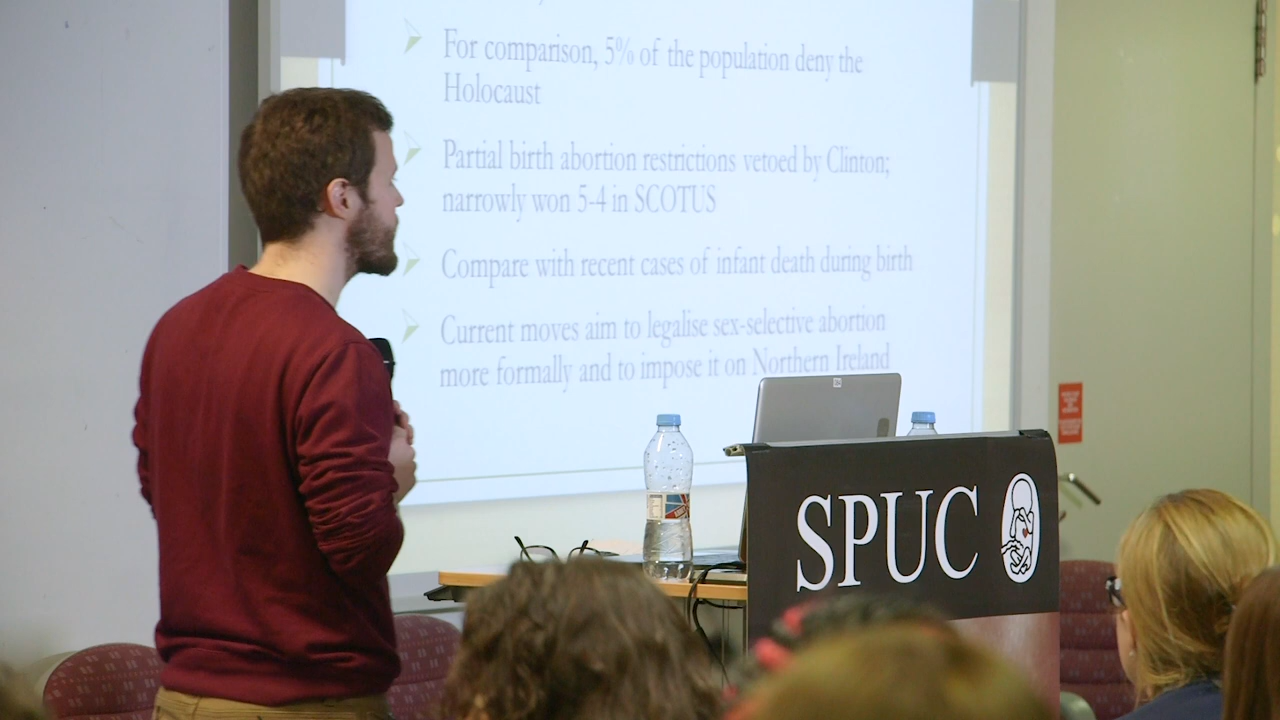 For comparison, 5% of the population deny the
Holocaust
Partial birth abortion restrictions vetoed by Clinton;
narrowly won 5-4 in SCOTUS
Compare with recent cases of infant death during birth
Current moves aim to legalise sex-selective abortion
more formally and to impose it on Northern Ireland
SPUC